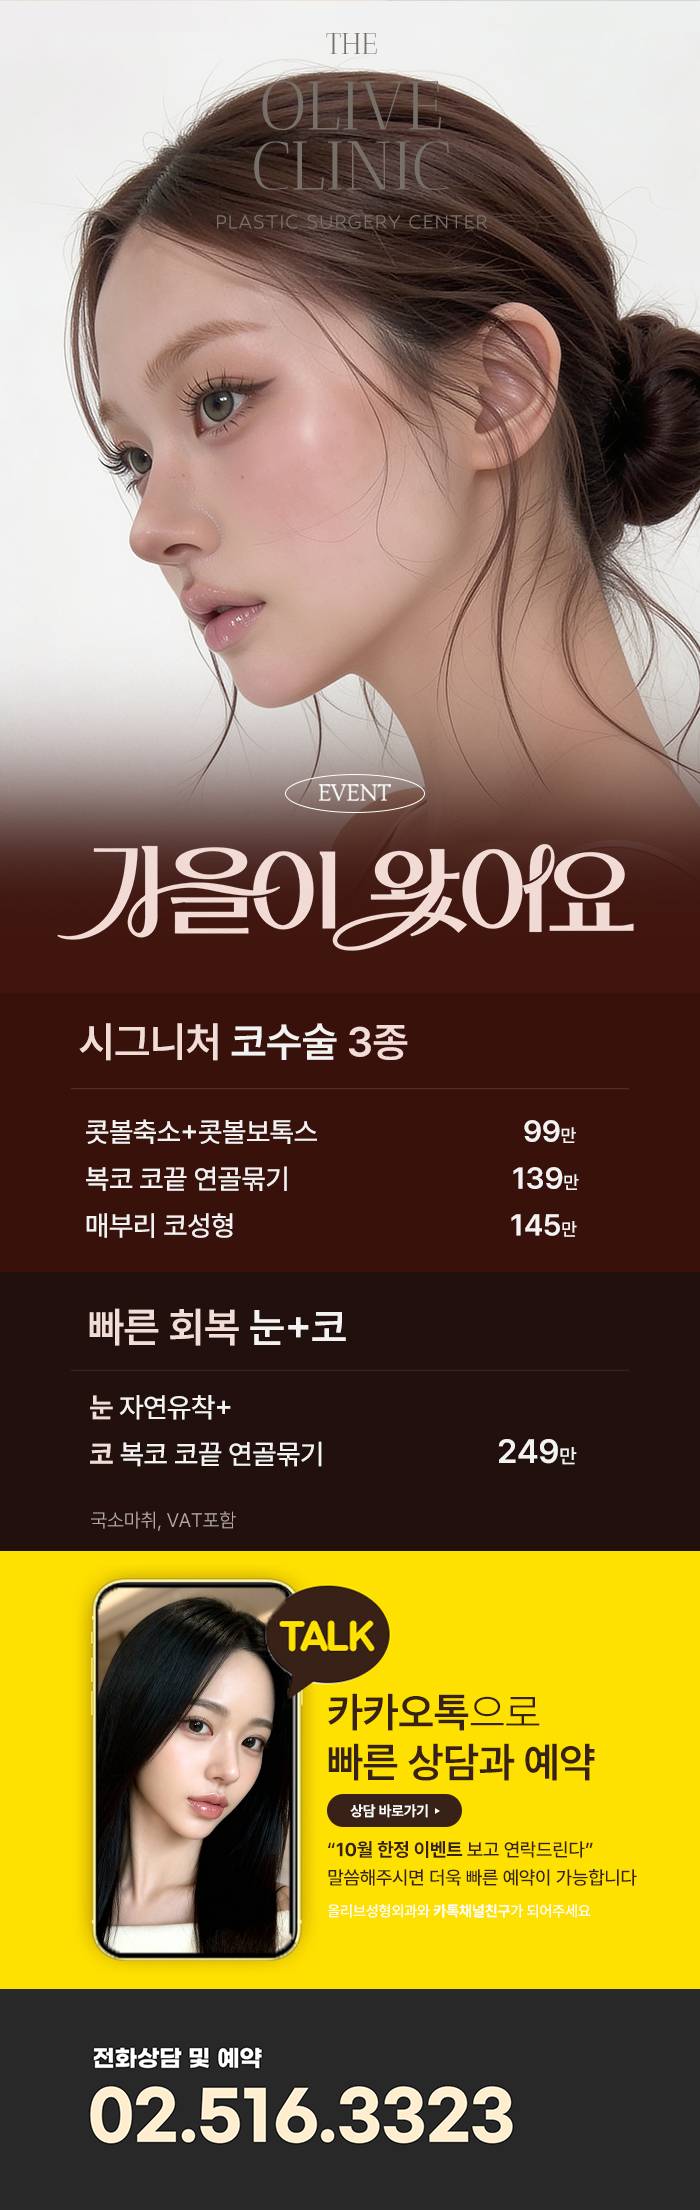 THE
OLIVE
CLINIC
PLASTIC SURGERY CENTER
EVENT
가을이 왔어요
시그니처 코수술 3종
콧볼축소+콧볼보톡스 99만
복코 코끝 연골묶기 139만
매부리 코성형 145만
빠른 회복 눈+코
눈 자연유착+
코 복코 코끝 연골묶기 249만
국소마취, VAT포함
TALK
카카오톡으로
빠른 상담과 예약
상담 바로가기 ▸
“10월 한정 이벤트 보고 연락드린다”
말씀해주시면 더욱 빠른 예약이 가능합니다
올리브성형외과와 카톡채널친구가 되어주세요
전화상담 및 예약
02.516.3323